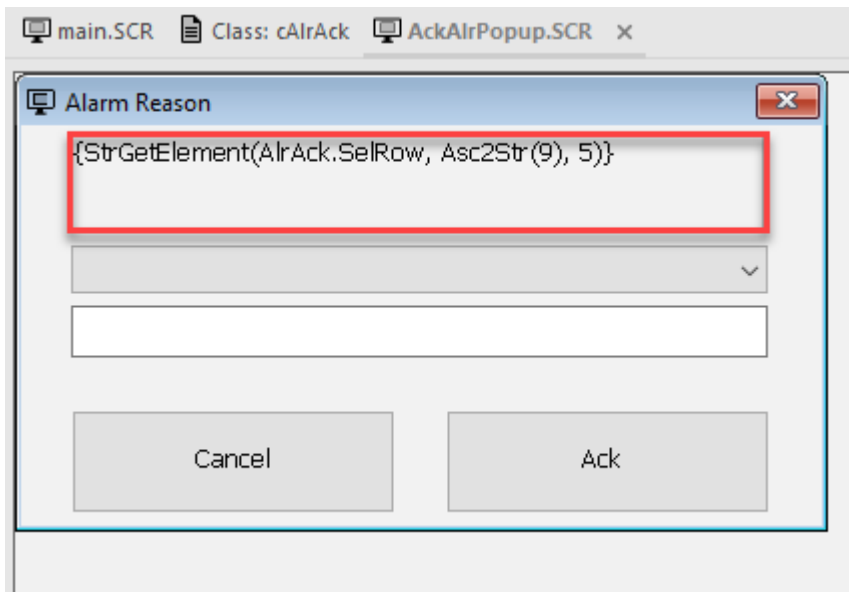 main.SCR Class: cAlrAck AckAlrPopup.SCR
Alarm Reason
{StrGetElement(AlrAck.SelRow, Asc2Str(9), 5)}
Cancel Ack